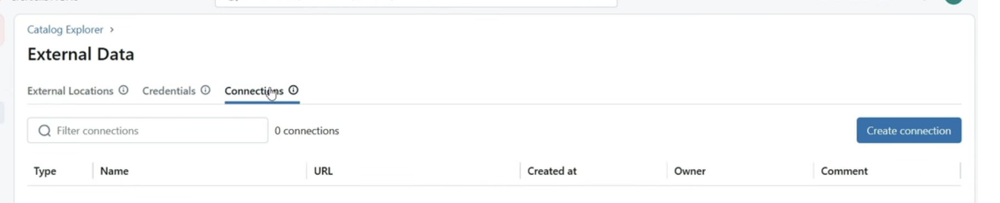 Catalog Explorer >
External Data
External Locations Credentials Connections
Filter connections 0 connections Create connection
Type Name URL Created at Owner Comment